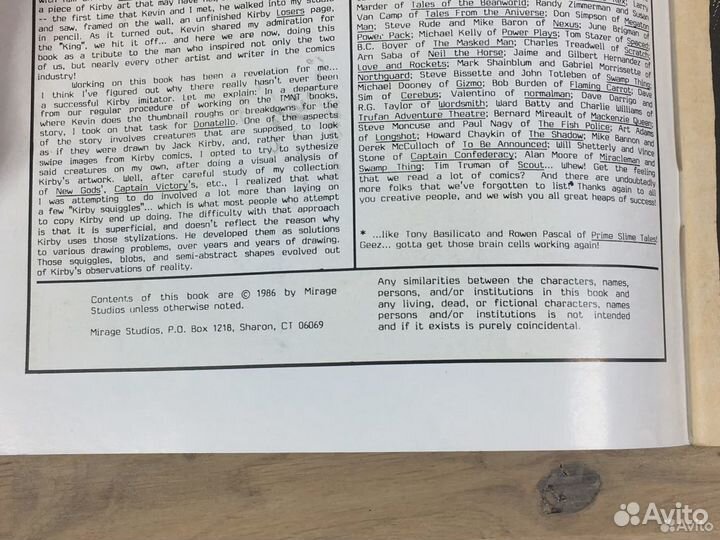 a piece of Kirby art that may have
-- the first time that Kevin and I met, he walked into my studio
and saw, framed on the wall, an unfinished Kirby Losers page,
in pencil. As it turned out, Kevin shared my admiration for
the "King", we hit it off... and here we are now, doing this
book as a tribute to the man who inspired not only the two
of us, but nearly every other artist and writer in the comics
industry!
Working on this book has been a revelation for me...
I think I've figured out why there really hasn't ever been
a successful Kirby imitator. Let me explain: In a departure
from our regular procedure of working on the TMNT books,
where Kevin does the thumbnail roughs or breakdowns for the
story, I took on that task for Donatello. One of the aspects
of the story involves creatures that are supposed to look
as if they were drawn by Jack Kirby, and, rather than just
swipe images from Kirby comics, I opted to try to sythesize
said creatures on my own, after doing a visual analysis of
Kirby's artwork. Well, after careful study of my collection
of New Gods', Captain Victory's, etc., I realized that what
I was attempting to do involved a lot more than laying on
a few "Kirby squiggles"... which is what most people who attempt
to copy Kirby end up doing. The difficulty with that approach
is that it is superficial, and doesn't reflect the reason why
Kirby uses those stylizations. He developed them as solutions
to various drawing problems, over years and years of drawing.
Those squiggles, blobs, and semi-abstract shapes evolved out
of Kirby's observations of reality.
Larry
Marder of Tales of the Beanworld; Randy Zimmerman and Susan
Van Camp of Tales From the Aniverse; Don Simpson of Megaton
Man; Steve Rude and Mike Baron of Nexus; June Brigman of
Power Pack; Michael Kelly of Power Plays; Tom Stazer of Spaced;
B.C. Boyer of The Masked Man; Charles Treadwell of Scratch;
Arn Saba of Neil the Horse; Jaime and Gilbert Hernandez of
Love and Rockets; Mark Shainblum and Gabriel Morrissette of
Northguard; Steve Bissette and John Totleben of Swamp Thing;
Michael Dooney of Gizmo; Bob Burden of Flaming Carrot; Dave
Sim of Cerebus; Valentino of normalman; Dave Darrigo and
R.G. Taylor of Wordsmith; Ward Batty and Charlie Williams of
Trufan Adventure Theatre; Bernard Mireault of Mackenzie Queen;
Steve Moncuse and Paul Nagy of The Fish Police; Art Adams
of Longshot; Howard Chaykin of The Shadow; Mike Bannon and
Derek McCulloch of To Be Announced; Will Shetterly and Vince
Stone of Captain Confederacy; Alan Moore of Miracleman and
Swamp Thing; Tim Truman of Scout... Whew! Get the feeling
that we read a lot of comics? And there are undoubtedly
more folks that we've forgotten to list.* Thanks again to all
you creative people, and we wish you all great heaps of success!
* ...like Tony Basilicato and Rowen Pascal of Prime Slime Tales!
Geez... gotta get those brain cells working again!
Contents of this book are © 1986 by Mirage
Studios unless otherwise noted.
Mirage Studios, P.O. Box 1218, Sharon, CT 06069
Any similarities between the characters, names,
persons, and/or institutions in this book and
any living, dead, or fictional characters, names,
persons and/or institutions is not intended
and if it exists is purely coincidental.
Avito
Avito